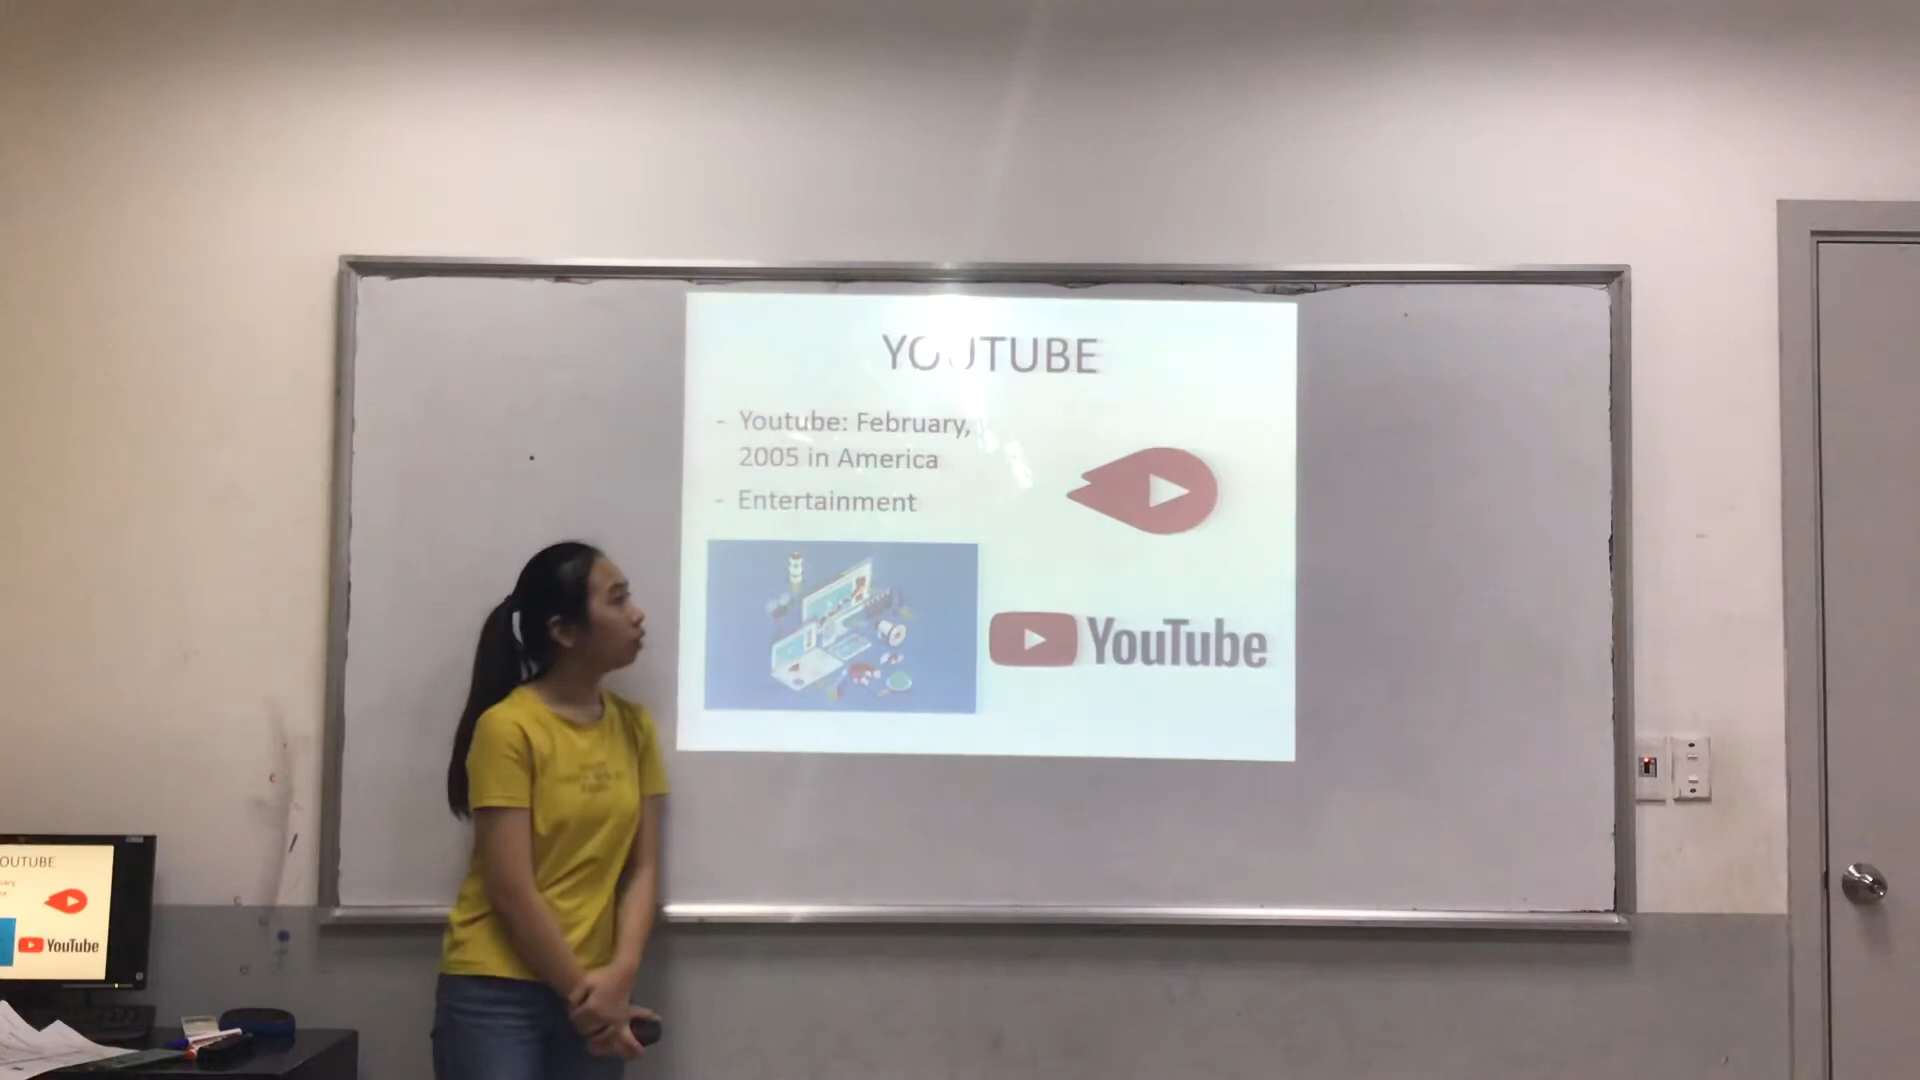 YOUTUBE
- Youtube: February,
2005 in America
- Entertainment
YouTube
OUTUBE
YouTube